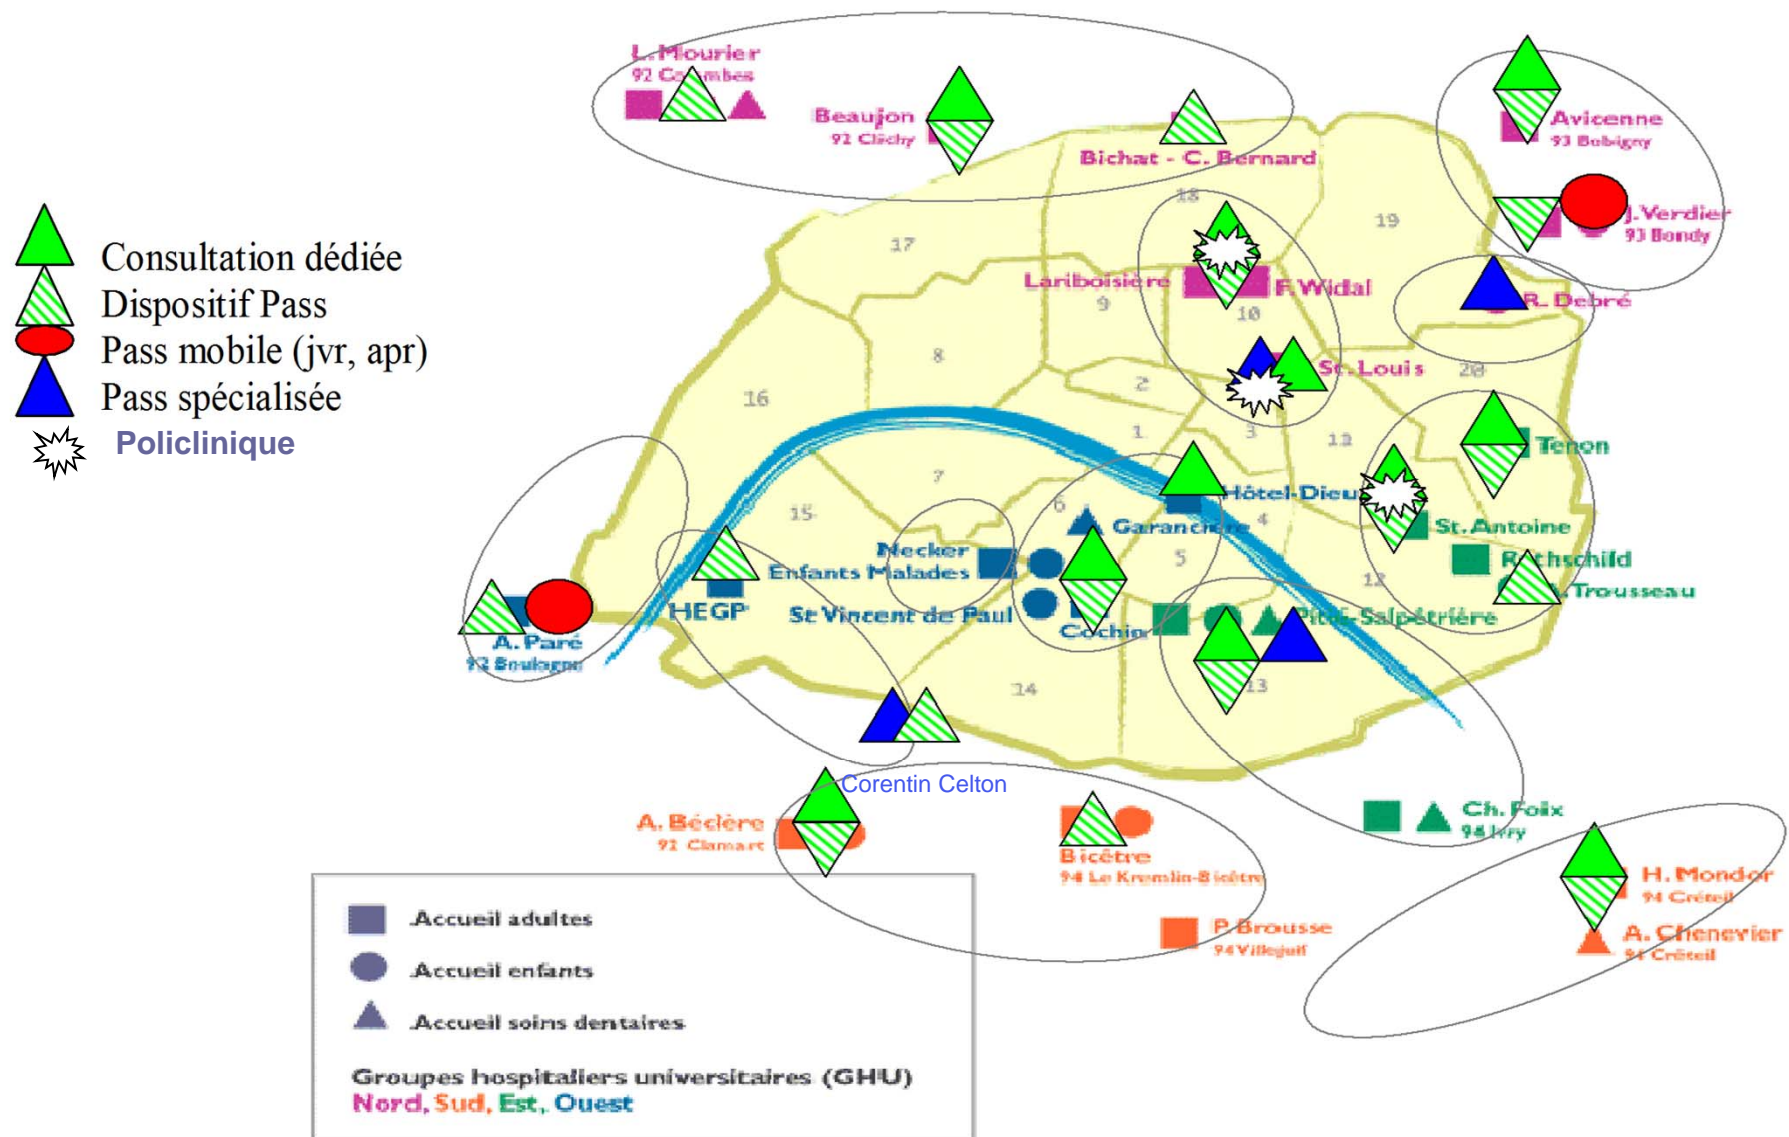 L. Mourier
92 Colombes
Beaujon
92 Clichy
Bichat - C. Bernard
Avicenne
93 Bobigny
J. Verdier
93 Bondy
Consultation dédiée
Dispositif Pass
Pass mobile (jvr, apr)
Pass spécialisée
Policlinique
18
19
17
Lariboisière
F. Widal
R. Debré
9
10
8
2
St. Louis
20
16
1
3
11
Tenon
7
Hôtel-Dieu
15
6
Garancière
4
St. Antoine
Necker
Enfants Malades
5
Rothschild
12
Trousseau
HEGP
St Vincent de Paul
Cochin
Pitié-Salpétrière
A. Paré
92 Boulogne
14
13
Corentin Celton
A. Béclère
92 Clamart
Bicêtre
94 Le Kremlin-Bicêtre
Ch. Foix
94 Ivry
H. Mondor
94 Créteil
P. Brousse
94 Villejuif
A. Chenevier
94 Créteil
Accueil adultes
Accueil enfants
Accueil soins dentaires
Groupes hospitaliers universitaires (GHU)
Nord, Sud, Est, Ouest